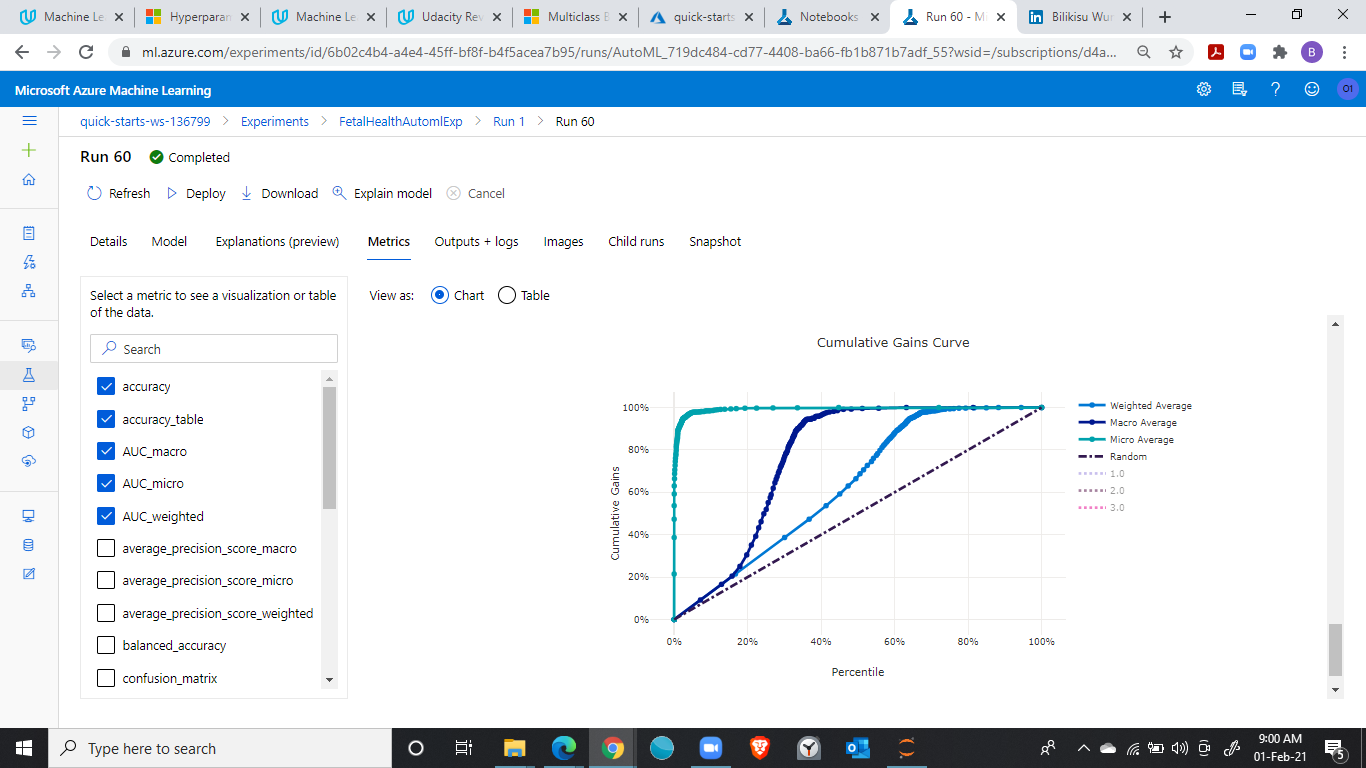 Machine Le
Hyperparan
Machine Le
Udacity Rev
Multiclass B
quick-starts
Notebooks
Run 60 - M
Bilikisu Wur
ml.azure.com/experiments/id/6b02c4b4-a4e4-45ff-bf8f-b4f5acea7b95/runs/AutoML_719dc484-cd77-4408-ba66-fb1b871b7adf_55?wsid=/subscriptions/d4a...
B
Microsoft Azure Machine Learning
O1
quick-starts-ws-136799 > Experiments > FetalHealthAutomlExp > Run 1 > Run 60
Run 60 Completed
Refresh Deploy Download Explain model Cancel
Details Model Explanations (preview) Metrics Outputs + logs Images Child runs Snapshot
Select a metric to see a visualization or table
of the data.
Search
accuracy
accuracy_table
AUC_macro
AUC_micro
AUC_weighted
average_precision_score_macro
average_precision_score_micro
average_precision_score_weighted
balanced_accuracy
confusion_matrix
View as: Chart Table
Cumulative Gains Curve
Cumulative Gains
100%
80%
60%
40%
20%
0%
0% 20% 40% 60% 80% 100%
Percentile
Weighted Average
Macro Average
Micro Average
Random
1.0
2.0
3.0
Type here to search
9:00 AM
01-Feb-21
5